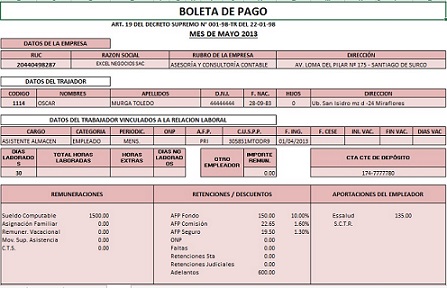 BOLETA DE PAGO
ART. 19 DEL DECRETO SUPREMO N° 001-98-TR DEL 22-01-98
MES DE MAYO 2013
DATOS DE LA EMPRESA
RUC RAZON SOCIAL RUBRO DE LA EMPRESA DIRECCIÓN
20440498287 EXCEL NEGOCIOS SAC ASESORÍA Y CONSULTORÍA CONTABLE AV. LOMA DEL PILAR Nº 175 - SANTIAGO DE SURCO
DATOS DEL TRAJADOR
CODIGO NOMBRES APELLIDOS D.N.I. F. NAC. HIJOS DIRECCION
1114 OSCAR MURGA TOLEDO 44444444 28-09-83 0 Ub. San Isidro mz d -24 Miraflores
DATOS DEL TRABAJADOR VINCULADOS A LA RELACION LABORAL
CARGO CATEGORIA PERIODIC. ONP A.F.P. C.U.S.P.P. F. ING. F. CESE INI. VAC. FIN VAC. DIAS VAC
ASISTENTE ALMACEN EMPLEADO MENS. PRI 305831MTODR9 01/04/2013
DIAS LABORADOS TOTAL HORAS LABORADAS HORAS EXTRAS DIAS NO LABORADOS OTRO EMPLEADOR IMPORTE REMUN. CTA CTE DE DEPÓSITO
30 0.00 174-7777780
REMUNERACIONES RETENCIONES / DESCUENTOS APORTACIONES DEL EMPLEADOR
Sueldo Computable 1500.00 AFP Fondo 150.00 10.00% Essalud 135.00
Asignación Familiar 0.00 AFP Comisión 22.65 1.60% S.C.T.R.
Remuner. Vacacional 0.00 AFP Seguro 19.50 1.30%
Mov. Sup. Asistencia 0.00 ONP 0.00
C.T.S. 0.00 Faltas 0.00
Retenciones 5ta 0.00
Retenciones Judiciales 0.00
Adelantos 600.00